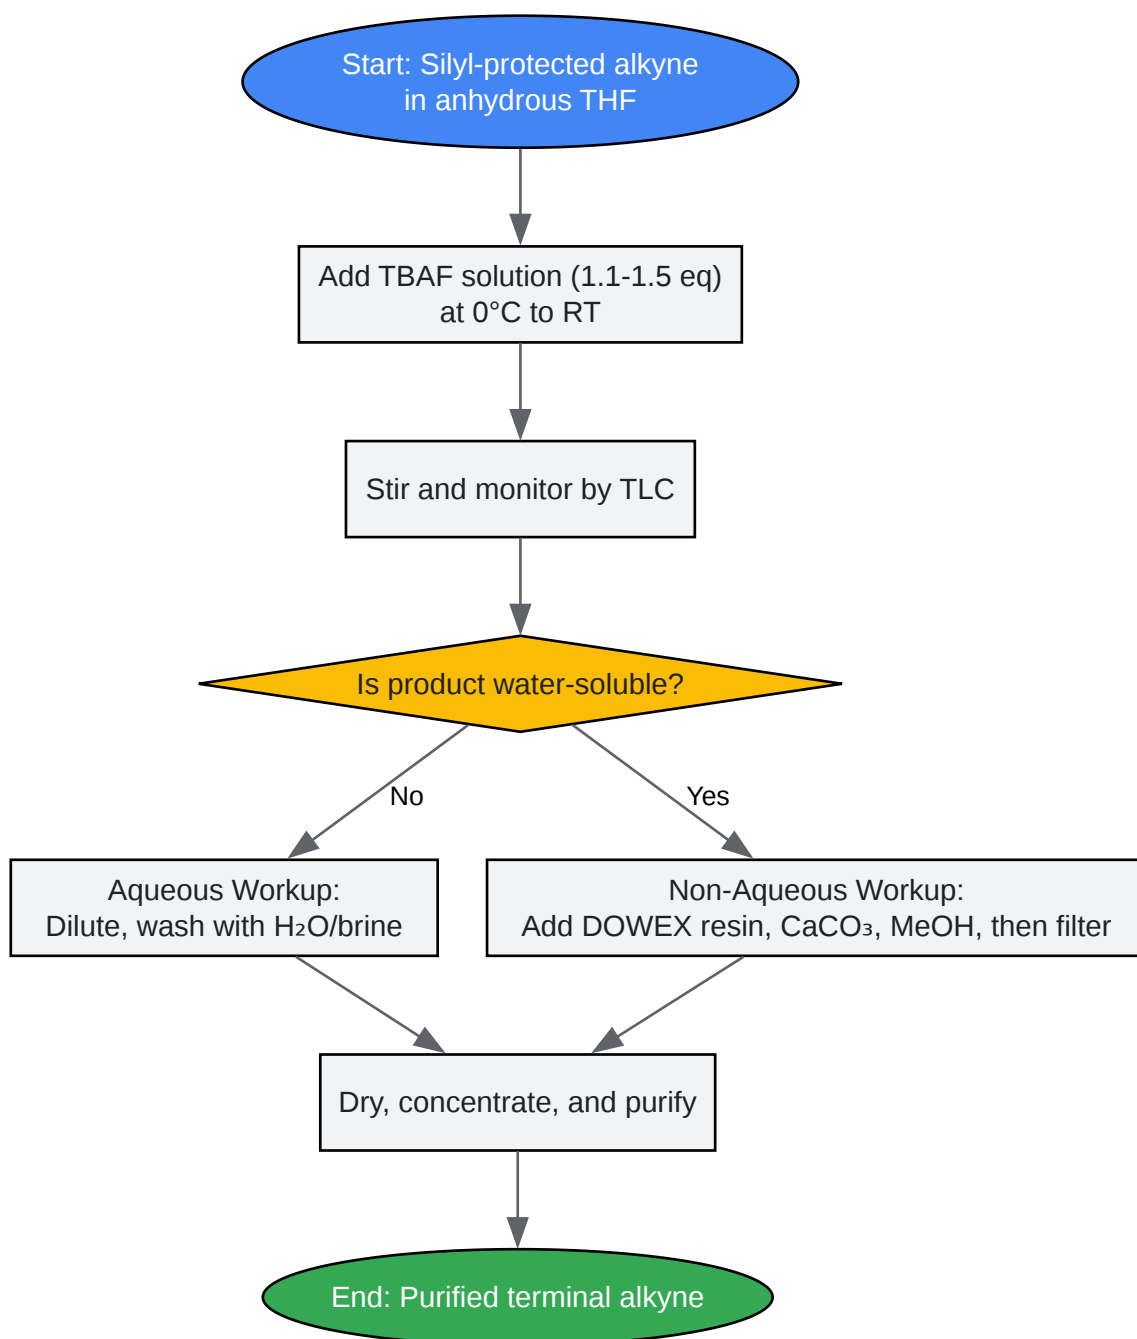 Start: Silyl-protected alkyne
in anhydrous THF
Add TBAF solution (1.1-1.5 eq)
at 0°C to RT
Stir and monitor by TLC
Is product water-soluble?
No
Yes
Aqueous Workup:
Dilute, wash with H₂O/brine
Non-Aqueous Workup:
Add DOWEX resin, CaCO₃, MeOH, then filter
Dry, concentrate, and purify
End: Purified terminal alkyne